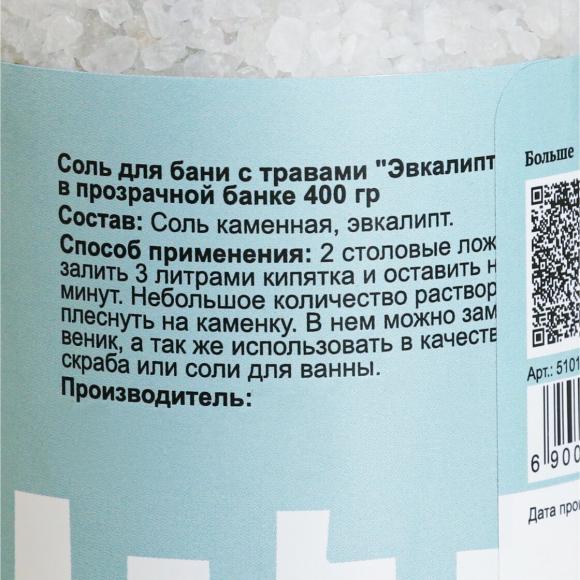 Соль для бани с травами "Эвкалипт
в прозрачной банке 400 гр
Состав: Соль каменная, эвкалипт.
Способ применения: 2 столовые лож
залить 3 литрами кипятка и оставить н
минут. Небольшое количество раствор
плеснуть на каменку. В нем можно зам
веник, а так же использовать в качеств
скраба или соли для ванны.
Производитель:
Больше
Арт.: 5101
6 900
Дата прои